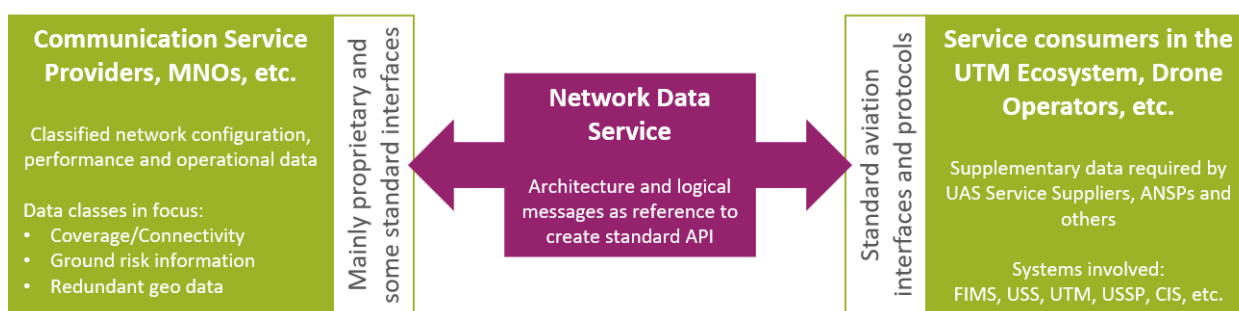 Communication Service
Providers, MNOs, etc.
Classified network configuration,
performance and operational data
Data classes in focus:
• Coverage/Connectivity
• Ground risk information
• Redundant geo data
Mainly proprietary and
some standard interfaces
Network Data
Service
Architecture and logical
messages as reference to
create standard API
Standard aviation
interfaces and protocols
Service consumers in the
UTM Ecosystem, Drone
Operators, etc.
Supplementary data required by
UAS Service Suppliers, ANSPs and
others
Systems involved:
FIMS, USS, UTM, USSP, CIS, etc.